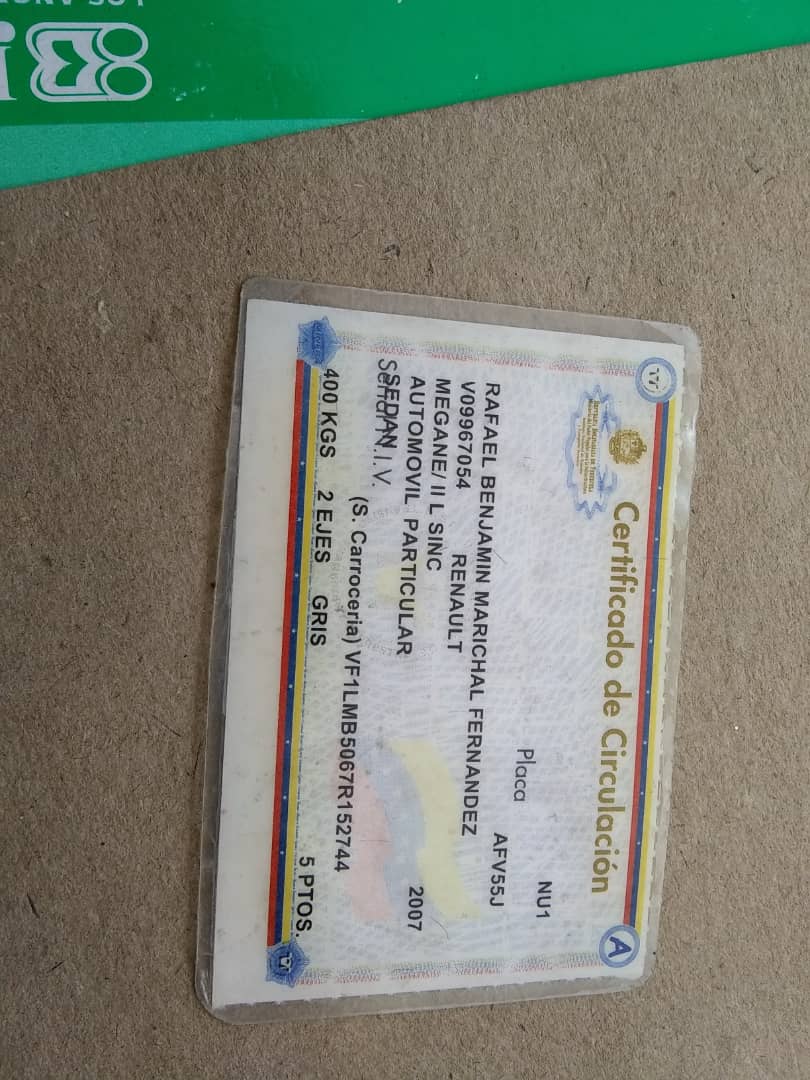 Certificado de Circulación
A
NU1
Placa
AFV55J
RAFAEL BENJAMIN MARICHAL FERNANDEZ
V09967054 RENAULT
MEGANE/ II L SINC
AUTOMOVIL PARTICULAR 2007
SEDAN
Serial N.I.V. (S. Carroceria) VF1LMB5067R152744
400 KGS 2 EJES GRIS 5 PTOS.